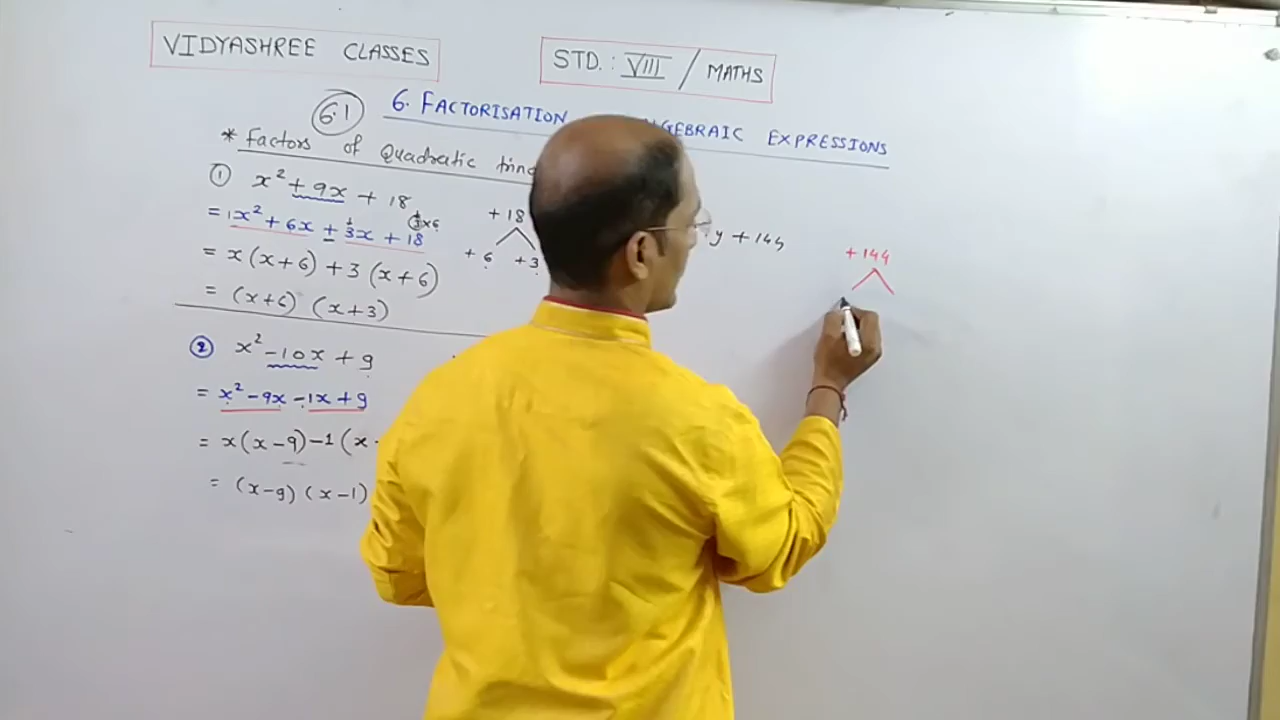 VIDYASHREE CLASSES
STD. : VIII / MATHS
6.1
6. FACTORISATION ALGEBRAIC EXPRESSIONS
* Factors of Quadratic
① x² + 9x + 18
= 1x² + 6x + 3x + 18
= x(x+6) + 3(x+6)
= (x+6) (x+3)
+ 18
+ 6 + 3
② x² - 10x + 9
= x² - 9x - 1x + 9
= x(x-9) - 1(x
= (x-9) (x-1)
y + 144
+ 144